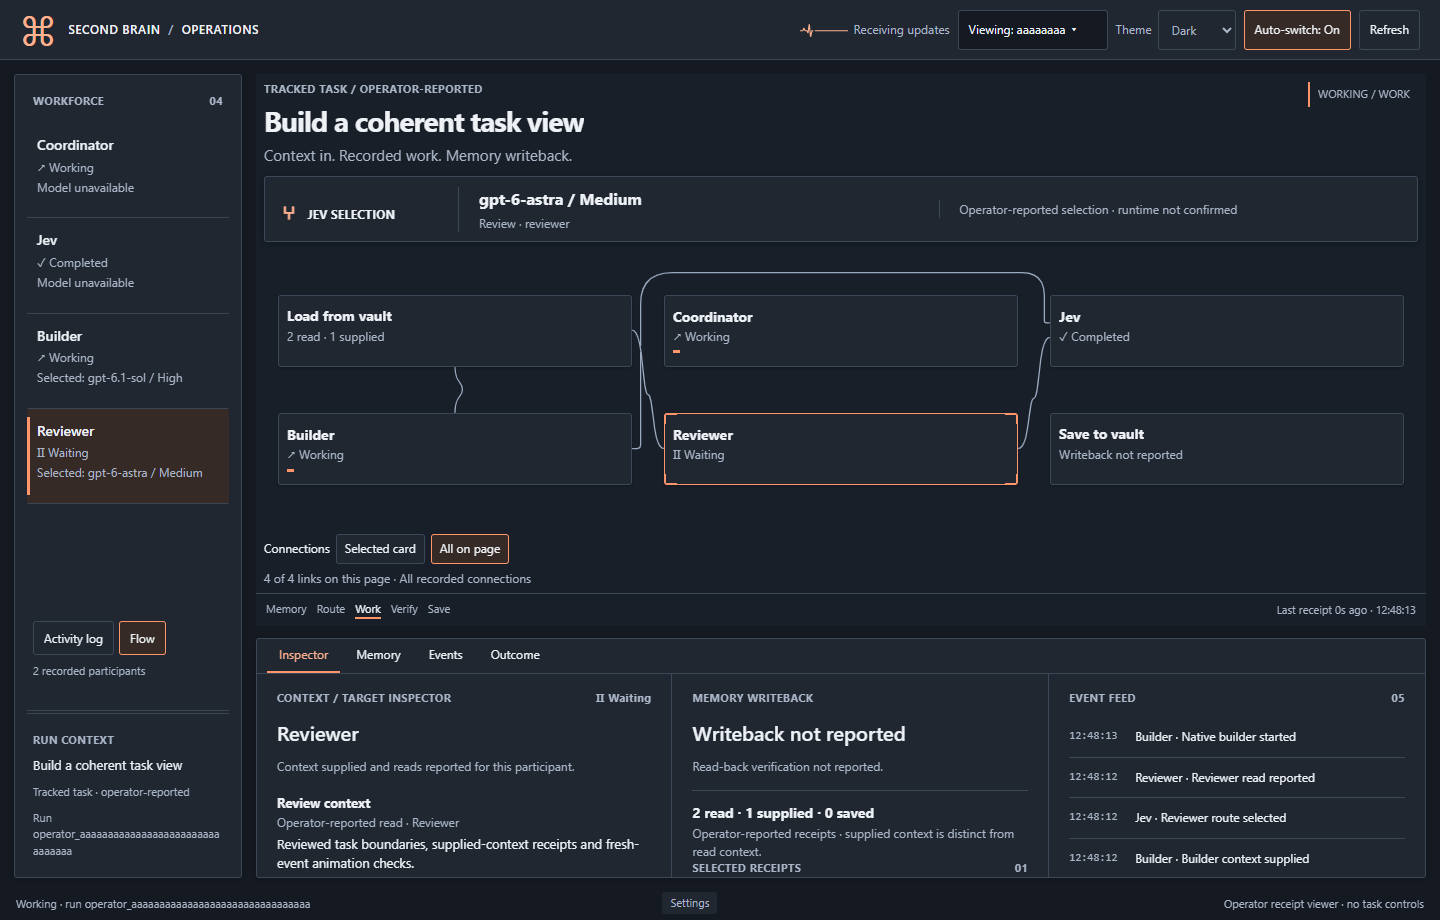 SECOND BRAIN / OPERATIONS
Receiving updates
Viewing: aaaaaaaa
Theme
Dark
Auto-switch: On
Refresh
WORKFORCE 04
Coordinator
↗ Working
Model unavailable
Jev
✓ Completed
Model unavailable
Builder
↗ Working
Selected: gpt-6.1-sol / High
Reviewer
II Waiting
Selected: gpt-6-astra / Medium
Activity log
Flow
2 recorded participants
RUN CONTEXT
Build a coherent task view
Tracked task · operator-reported
Run
operator_aaaaaaaaaaaaaaaaaaaaaaaaa
aaaaaaa
TRACKED TASK / OPERATOR-REPORTED
WORKING / WORK
Build a coherent task view
Context in. Recorded work. Memory writeback.
JEV SELECTION
gpt-6-astra / Medium
Review · reviewer
Operator-reported selection · runtime not confirmed
Load from vault
2 read · 1 supplied
Coordinator
↗ Working
Jev
✓ Completed
Builder
↗ Working
Reviewer
II Waiting
Save to vault
Writeback not reported
Connections
Selected card
All on page
4 of 4 links on this page · All recorded connections
Memory Route Work Verify Save
Last receipt 0s ago · 12:48:13
Inspector Memory Events Outcome
CONTEXT / TARGET INSPECTOR
II Waiting
Reviewer
Context supplied and reads reported for this participant.
Review context
Operator-reported read · Reviewer
Reviewed task boundaries, supplied-context receipts and fresh-
event animation checks.
MEMORY WRITEBACK
Writeback not reported
Read-back verification not reported.
2 read · 1 supplied · 0 saved
Operator-reported receipts · supplied context is distinct from
read context.
SELECTED RECEIPTS 01
EVENT FEED 05
12:48:13 Builder · Native builder started
12:48:12 Reviewer · Reviewer read reported
12:48:12 Jev · Reviewer route selected
12:48:12 Builder · Builder context supplied
Working · run operator_aaaaaaaaaaaaaaaaaaaaaaaaaaaaaaaa
Settings
Operator receipt viewer · no task controls